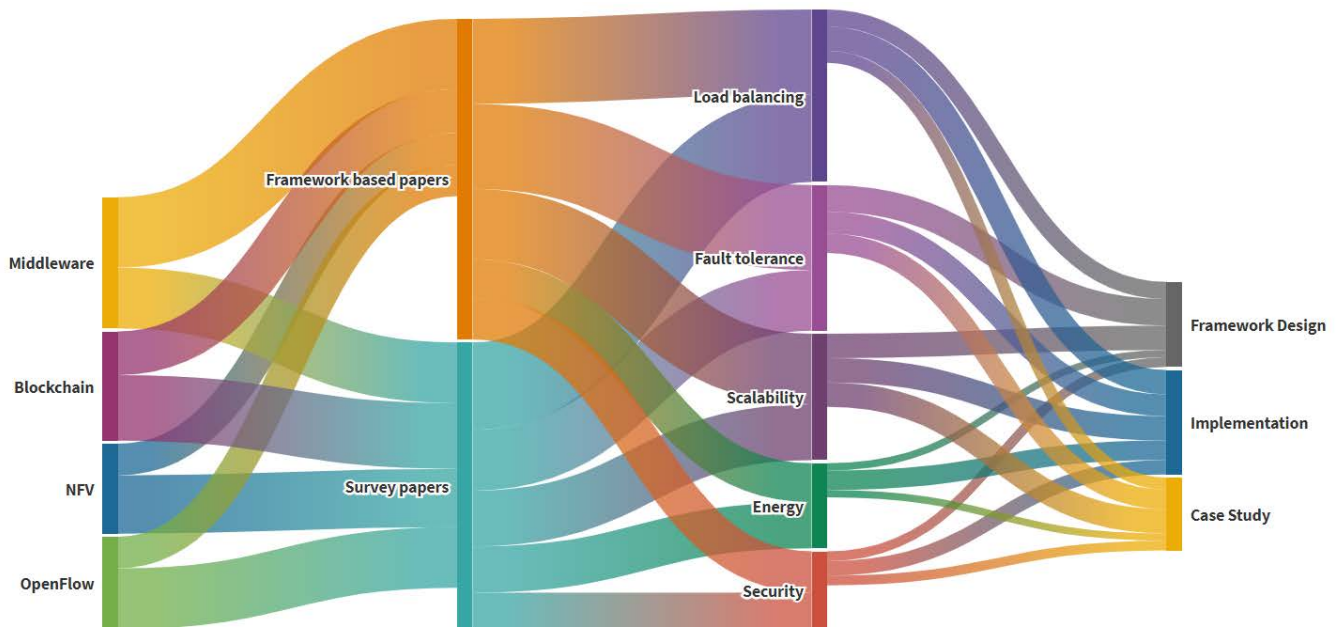 Middleware
Blockchain
NFV
OpenFlow
Framework based papers
Survey papers
Load balancing
Fault tolerance
Scalability
Energy
Security
Framework Design
Implementation
Case Study